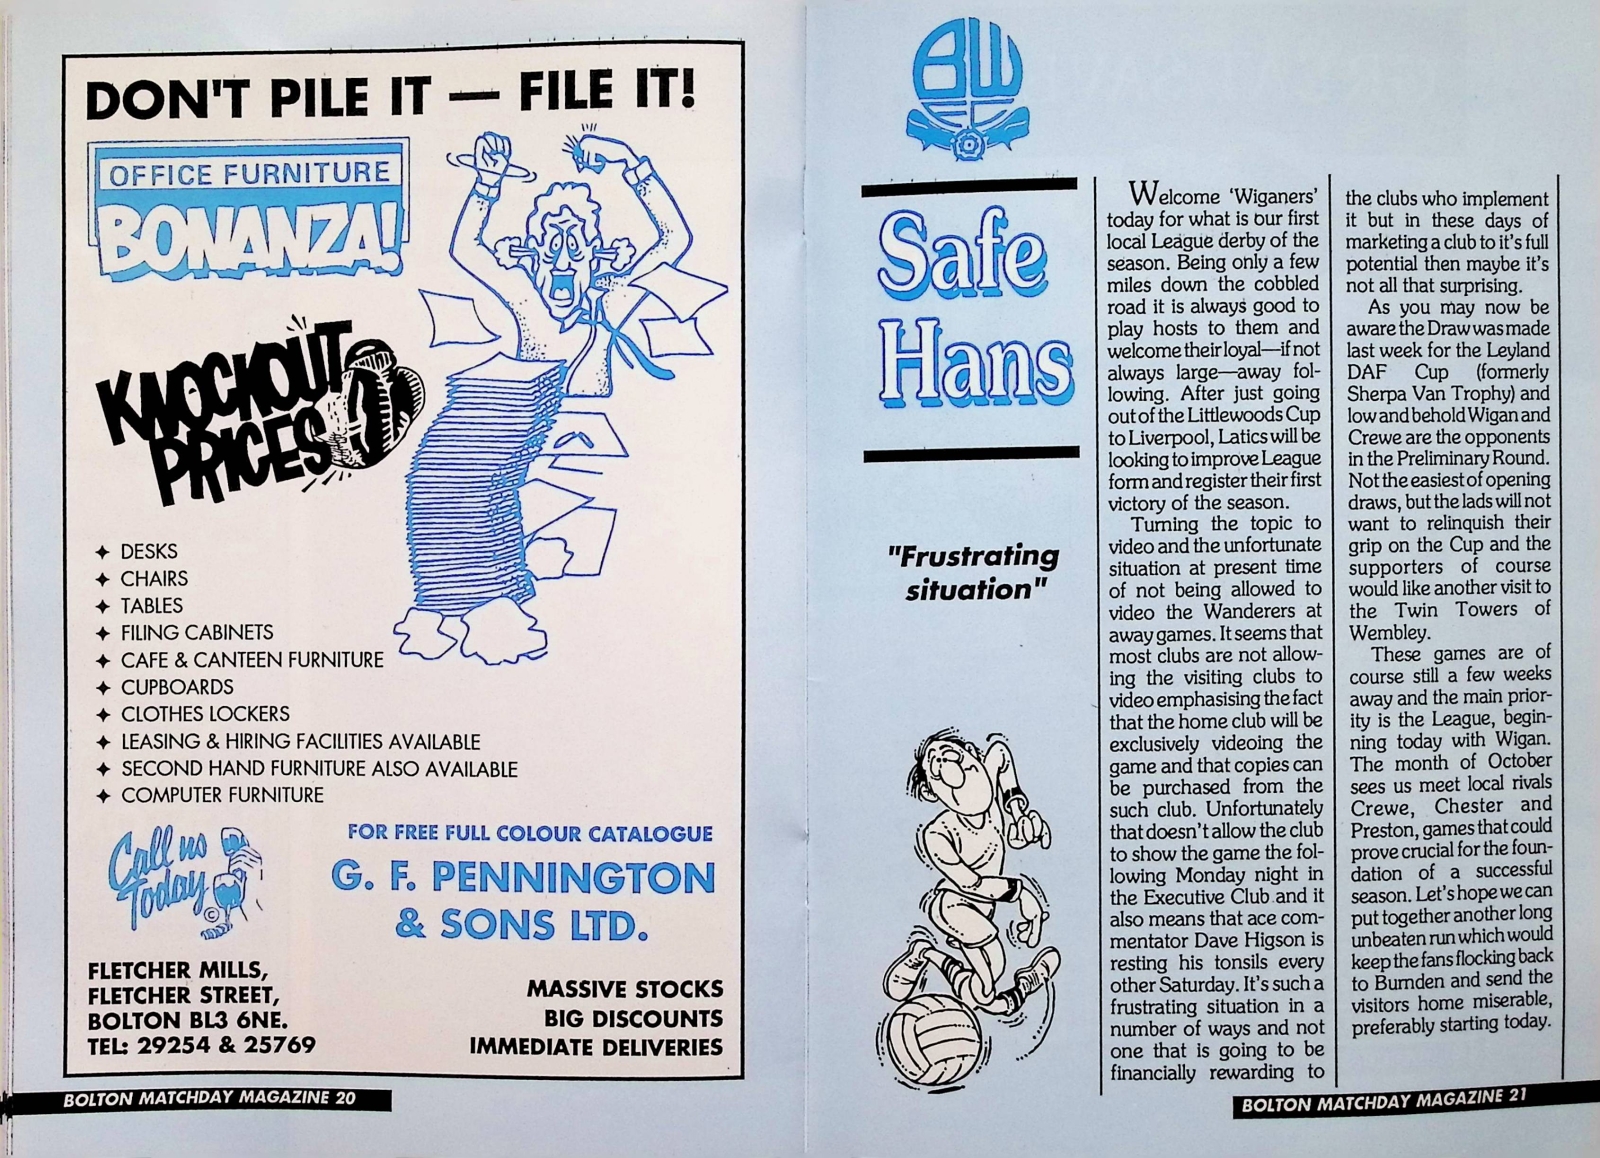 DON'T PILE IT — FILE IT!
OFFICE FURNITURE
BONANZA!
KNOCKOUT
PRICES
✦ DESKS
✦ CHAIRS
✦ TABLES
✦ FILING CABINETS
✦ CAFE & CANTEEN FURNITURE
✦ CUPBOARDS
✦ CLOTHES LOCKERS
✦ LEASING & HIRING FACILITIES AVAILABLE
✦ SECOND HAND FURNITURE ALSO AVAILABLE
✦ COMPUTER FURNITURE
Call us
Today
©
FOR FREE FULL COLOUR CATALOGUE
G. F. PENNINGTON
& SONS LTD.
FLETCHER MILLS,
FLETCHER STREET,
BOLTON BL3 6NE.
TEL: 29254 & 25769
MASSIVE STOCKS
BIG DISCOUNTS
IMMEDIATE DELIVERIES
BOLTON MATCHDAY MAGAZINE 20
BW
FC
Safe
Hans
"Frustrating
situation"
Welcome 'Wiganers'
today for what is our first
local League derby of the
season. Being only a few
miles down the cobbled
road it is always good to
play hosts to them and
welcome their loyal—if not
always large—away fol-
lowing. After just going
out of the Littlewoods Cup
to Liverpool, Latics will be
looking to improve League
form and register their first
victory of the season.
Turning the topic to
video and the unfortunate
situation at present time
of not being allowed to
video the Wanderers at
away games. It seems that
most clubs are not allow-
ing the visiting clubs to
video emphasising the fact
that the home club will be
exclusively videoing the
game and that copies can
be purchased from the
such club. Unfortunately
that doesn't allow the club
to show the game the fol-
lowing Monday night in
the Executive Club and it
also means that ace com-
mentator Dave Higson is
resting his tonsils every
other Saturday. It's such a
frustrating situation in a
number of ways and not
one that is going to be
financially rewarding to
the clubs who implement
it but in these days of
marketing a club to it's full
potential then maybe it's
not all that surprising.
As you may now be
aware the Draw was made
last week for the Leyland
DAF Cup (formerly
Sherpa Van Trophy) and
low and behold Wigan and
Crewe are the opponents
in the Preliminary Round.
Not the easiest of opening
draws, but the lads will not
want to relinquish their
grip on the Cup and the
supporters of course
would like another visit to
the Twin Towers of
Wembley.
These games are of
course still a few weeks
away and the main prior-
ity is the League, begin-
ning today with Wigan.
The month of October
sees us meet local rivals
Crewe, Chester and
Preston, games that could
prove crucial for the foun-
dation of a successful
season. Let's hope we can
put together another long
unbeaten run which would
keep the fans flocking back
to Burnden and send the
visitors home miserable,
preferably starting today.
BOLTON MATCHDAY MAGAZINE 21